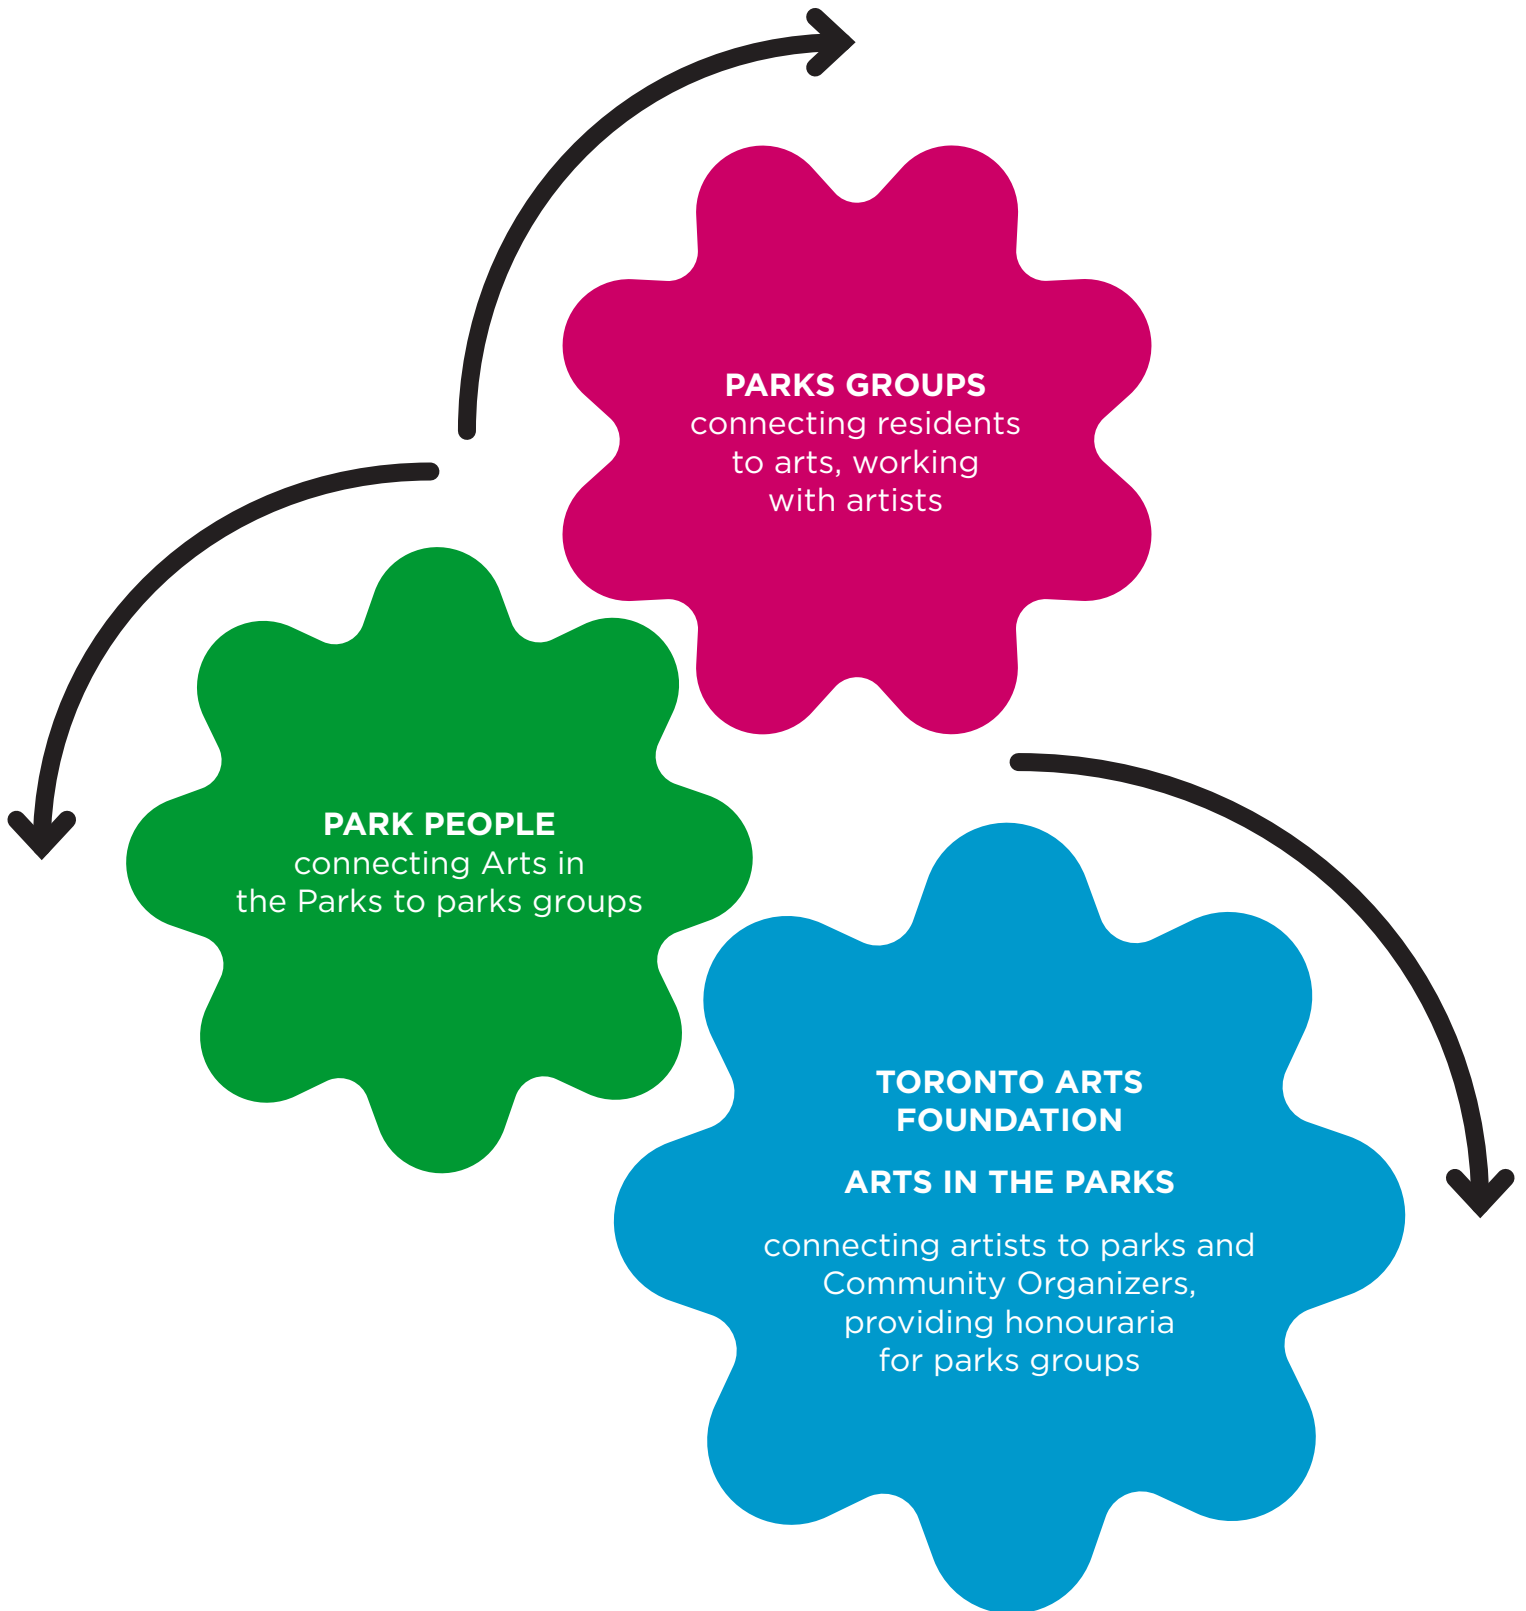 PARKS GROUPS
connecting residents
to arts, working
with artists
PARK PEOPLE
connecting Arts in
the Parks to parks groups
TORONTO ARTS
FOUNDATION
ARTS IN THE PARKS
connecting artists to parks and
Community Organizers,
providing honouraria
for parks groups